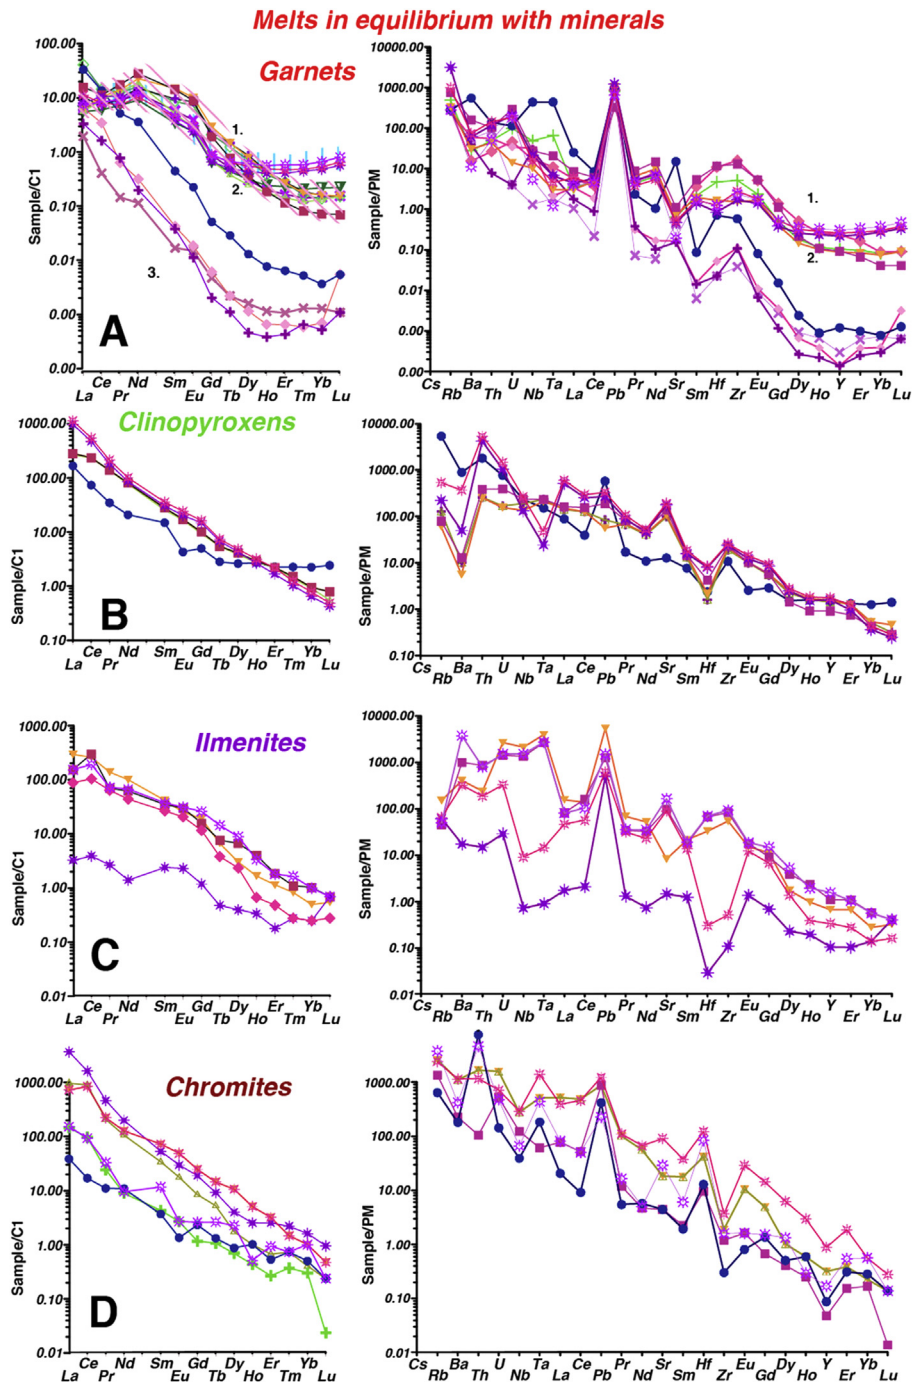 Melts in equilibrium with minerals
Garnets
100.00
10.00
1.00
0.10
0.01
0.00
0.00
Sample/C1
1.
2.
3.
A
Ce Nd Sm Gd Dy Er Yb
La Pr Eu Tb Ho Tm Lu
10000.00
1000.00
100.00
10.00
1.00
0.10
0.01
0.00
0.00
Sample/PM
1.
2.
Cs Ba U Ta Ce Pr Sr Hf Eu Dy Y Yb
Rb Th Nb La Pb Nd Sm Zr Gd Ho Er Lu
Clinopyroxens
1000.00
100.00
10.00
1.00
0.10
Sample/C1
B
Ce Nd Sm Gd Dy Er Yb
La Pr Eu Tb Ho Tm Lu
10000.00
1000.00
100.00
10.00
1.00
0.10
Sample/PM
Cs Ba U Ta Ce Pr Sr Hf Eu Dy Y Yb
Rb Th Nb La Pb Nd Sm Zr Gd Ho Er Lu
Ilmenites
1000.00
100.00
10.00
1.00
0.10
0.01
Sample/C1
C
Ce Nd Sm Gd Dy Er Yb
La Pr Eu Tb Ho Tm Lu
10000.00
1000.00
100.00
10.00
1.00
0.10
.01
Sample/PM
Cs Ba U Ta Ce Pr Sr Hf Eu Dy Y Yb
Rb Th Nb La Pb Nd Sm Zr Gd Ho Er Lu
Chromites
1000.00
100.00
10.00
1.00
0.10
0.01
Sample/C1
D
Ce Nd Sm Gd Dy Er Yb
La Pr Eu Tb Ho Tm Lu
1000.00
100.00
10.00
1.00
0.10
0.01
Sample/PM
Cs Ba U Ta Ce Pr Sr Hf Eu Dy Y Yb
Rb Th Nb La Pb Nd Sm Zr Gd Ho Er Lu